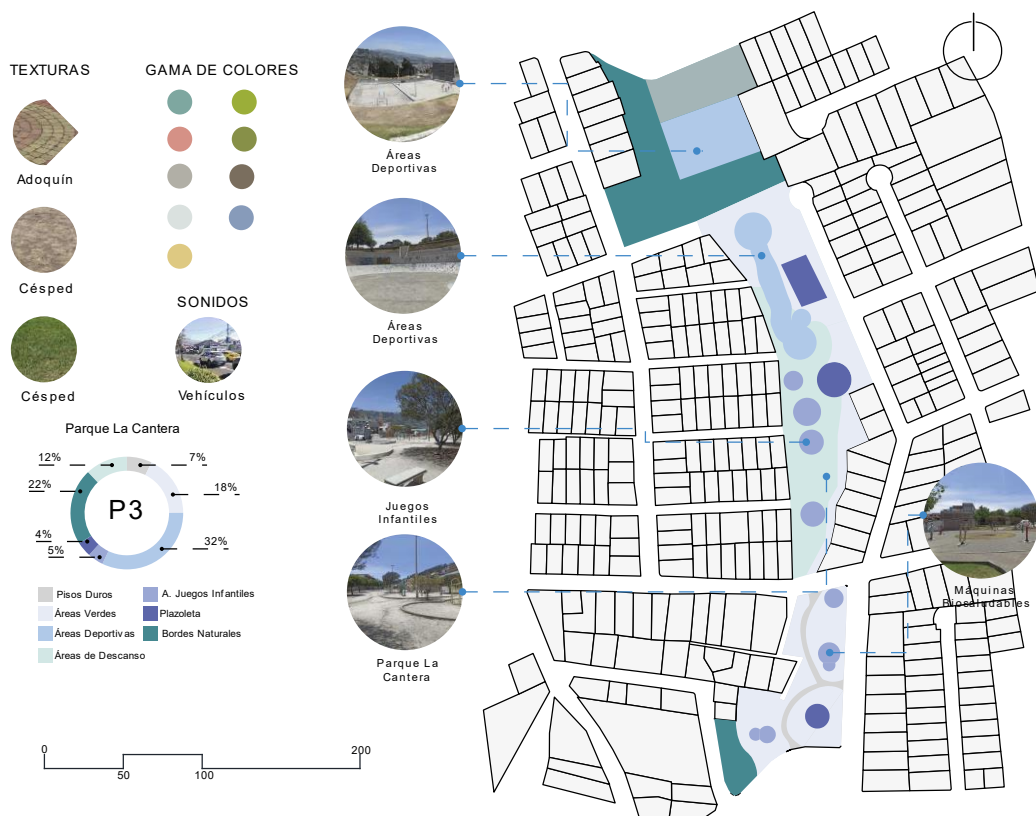 TEXTURAS
Adoquín
Césped
Césped
GAMA DE COLORES
SONIDOS
Vehículos
Parque La Cantera
12%
7%
22%
18%
P3
4%
5%
32%
Pisos Duros
Áreas Verdes
Áreas Deportivas
Áreas de Descanso
A. Juegos Infantiles
Plazoleta
Bordes Naturales
0
50
100
200
Áreas
Deportivas
Áreas
Deportivas
Juegos
Infantiles
Parque La
Cantera
Máquinas
Biosaludables